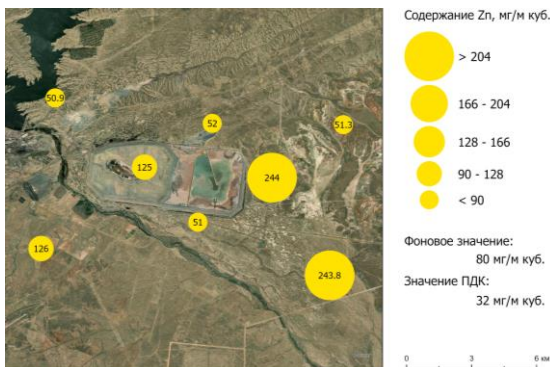 Содержание Zn, мг/м куб.
> 204
166 - 204
128 - 166
90 - 128
< 90
Фоновое значение:
80 мг/м куб.
Значение ПДК:
32 мг/м куб.
0 3 6 км
50.9
52
51.3
125
244
51
126
243.8